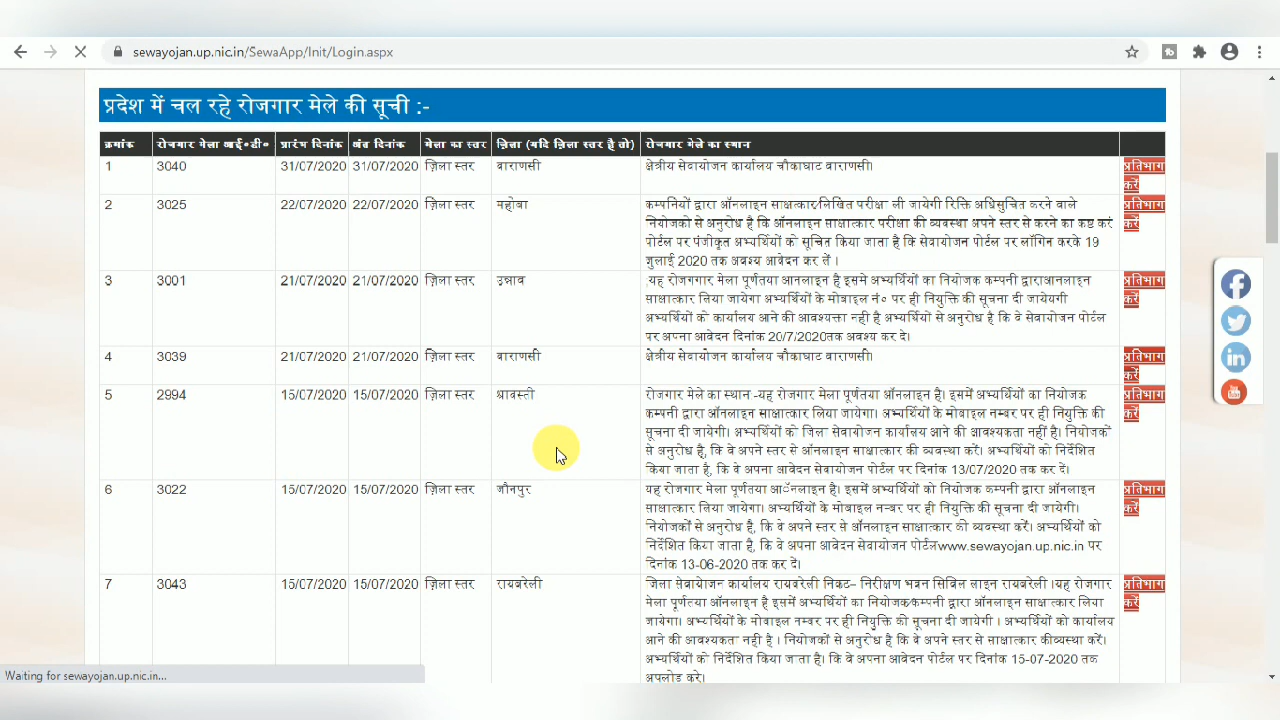 sewayojan.up.nic.in/SewaApp/Init/Login.aspx
प्रदेश में चल रहे रोजगार मेले की सूची :-
क्रमांक रोजगार मेला आई०डी० प्रारंभ दिनांक अंत दिनांक मेला का स्तर ज़िला (यदि ज़िला स्तर है तो) रोजगार मेले का स्थान
1 3040 31/07/2020 31/07/2020 ज़िला स्तर वाराणसी क्षेत्रीय सेवायोजन कार्यालय चौकाघाट वाराणसी। प्रतिभाग
करें
2 3025 22/07/2020 22/07/2020 ज़िला स्तर महोबा कम्पनियों द्वारा ऑनलाइन साक्षात्कार/लिखित परीक्षा ली जायेगी रिक्ति अधिसूचित करने वाले प्रतिभाग
नियोजको से अनुरोध है कि ऑनलाइन साक्षात्कार परीक्षा की व्यवस्था अपने स्तर से करने का कष्ट करें करें
पोर्टल पर पंजीकृत अभ्यर्थियों को सूचित किया जाता है कि सेवायोजन पोर्टल पर लॉगिन करके 19
जुलाई 2020 तक अवश्य आवेदन कर लें ।
3 3001 21/07/2020 21/07/2020 ज़िला स्तर उन्नाव यह रोजगगार मेला पूर्णतया आनलाइन है इसमे अभ्यर्थियों का नियोजक कम्पनी द्वाराआनलाइन प्रतिभाग
साक्षात्कार लिया जायेगा अभ्यर्थियों के मोबाइल नं० पर ही नियुक्ति की सूचना दी जायेयगी करें
अभ्यर्थियों को कार्यालय आने की आवश्यक्ता नही है अभ्यर्थियों से अनुरोध है कि वे सेवायोजन पोर्टल
पर अपना आवेदन दिनांक 20/7/2020तक अवश्य कर दे।
4 3039 21/07/2020 21/07/2020 ज़िला स्तर वाराणसी क्षेत्रीय सेवायोजन कार्यालय चौकाघाट वाराणसी। प्रतिभाग
करें
5 2994 15/07/2020 15/07/2020 ज़िला स्तर श्रावस्ती रोजगार मेले का स्थान -यह रोजगार मेला पूर्णतया ऑनलाइन है। इसमें अभ्यर्थियों का नियोजक प्रतिभाग
कम्पनी द्वारा ऑनलाइन साक्षात्कार लिया जायेगा। अभ्यर्थियों के मोबाइल नम्बर पर ही नियुक्ति की करें
सूचना दी जायेगी। अभ्यर्थियों को जिला सेवायोजन कार्यालय आने की आवश्यकता नहीं है। नियोजकों
से अनुरोध है, कि वे अपने स्तर से ऑनलाइन साक्षात्कार की व्यवस्था करें। अभ्यर्थियों को निर्देशित
किया जाता है, कि वे अपना आवेदन सेवायोजन पोर्टल पर दिनांक 13/07/2020 तक कर दें।
6 3022 15/07/2020 15/07/2020 ज़िला स्तर जौनपुर यह रोजगार मेला पूर्णतया आॅनलाइन है। इसमें अभ्यर्थियों को नियोजक कम्पनी द्वारा ऑनलाइन साक्षात्कार प्रतिभाग
लिया जायेगा। अभ्यर्थियों के मोबाइल नम्बर पर ही नियुक्ति की सूचना दी जायेगी। करें
नियोजकों से अनुरोध है, कि वे अपने स्तर से ऑनलाइन साक्षात्कार की व्यवस्था करें। अभ्यर्थियों को
निर्देशित किया जाता है, कि वे अपना आवेदन सेवायोजन पोर्टलwww.sewayojan.up.nic.in पर
दिनांक 13-06-2020 तक कर दें।
7 3043 15/07/2020 15/07/2020 ज़िला स्तर रायबरेली जिला सेवायोजन कार्यालय रायबरेली निकट– निरीक्षण भवन सिविल लाइन रायबरेली ।यह रोजगार प्रतिभाग
मेला पूर्णतया ऑनलाइन है इसमें अभ्यर्थियों का नियोजककम्पनी द्वारा ऑनलाइन साक्षात्कार लिया करें
जायेगा। अभ्यर्थियों के मोबाइल नम्बर पर ही नियुक्ति की सूचना दी जायेगी । अभ्यर्थियों को कार्यालय
आने की आवश्यकता नही है । नियोजकों से अनुरोध है कि वे अपने स्तर से साक्षात्कार कीव्यवस्था करें।
अभ्यर्थियों को निर्देशित किया जाता है। कि वे अपना आवेदन पोर्टल पर दिनांक 15-07-2020 तक
अपलोड करे।
Waiting for sewayojan.up.nic.in...